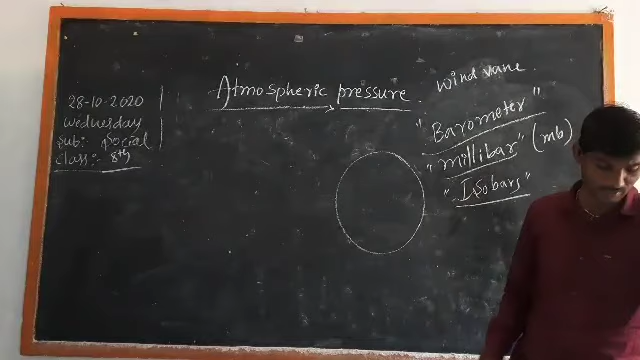 28-10-2020
Wednesday
Sub:- Social
Class:- 8th
Atmospheric pressure.
wind vane.
"Barometer"
"millibar" (mb)
"Isobars"